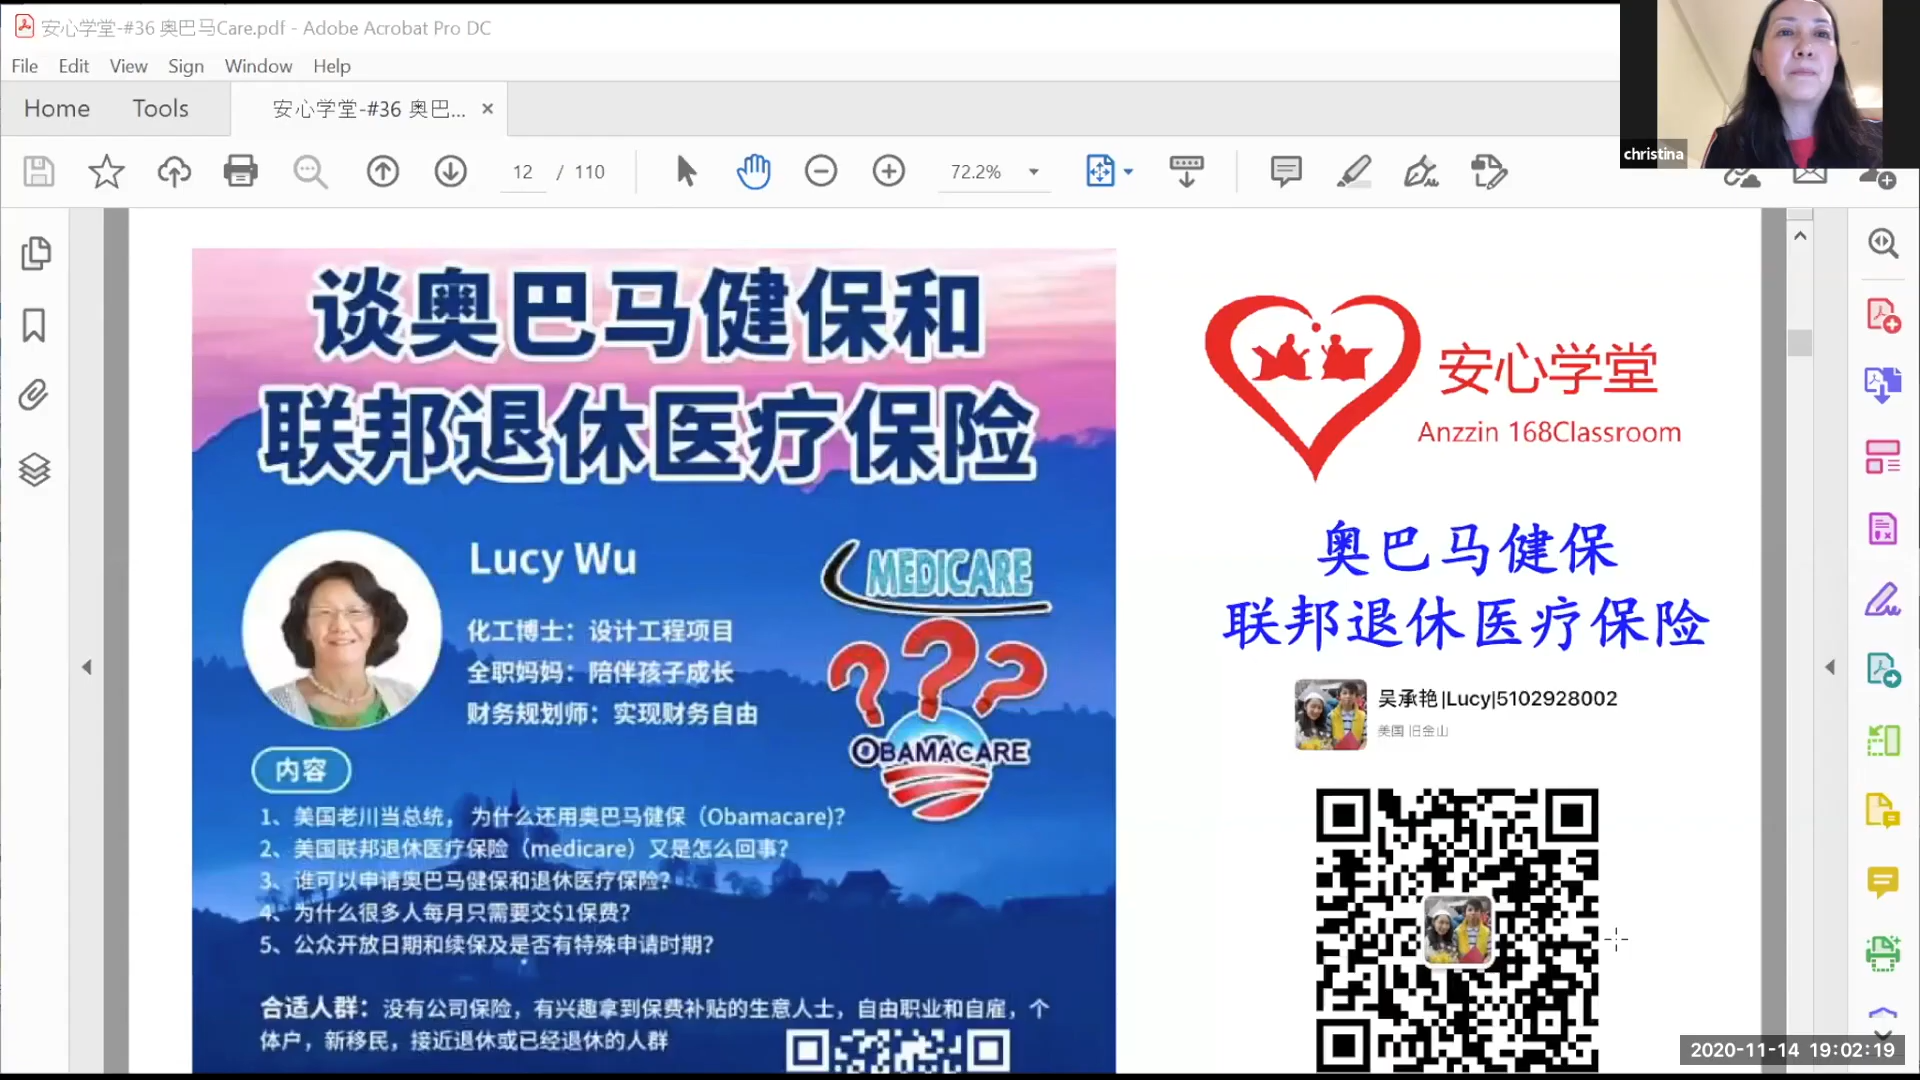 安心学堂-#36 奥巴马Care.pdf - Adobe Acrobat Pro DC
File Edit View Sign Window Help
Home Tools 安心学堂-#36 奥巴...
12 / 110 72.2%
christina
谈奥巴马健保和
联邦退休医疗保险
Lucy Wu
化工博士：设计工程项目
全职妈妈：陪伴孩子成长
财务规划师：实现财务自由
MEDICARE
???
OBAMACARE
内容
1、美国老川当总统， 为什么还用奥巴马健保（Obamacare)?
2、美国联邦退休医疗保险（medicare）又是怎么回事?
3、谁可以申请奥巴马健保和退休医疗保险?
4、为什么很多人每月只需要交$1保费?
5、公众开放日期和续保及是否有特殊申请时期?
合适人群：没有公司保险，有兴趣拿到保费补贴的生意人士，自由职业和自雇，个
体户，新移民，接近退休或已经退休的人群
安心学堂
Anzzin 168Classroom
奥巴马健保
联邦退休医疗保险
吴承艳|Lucy|5102928002
美国 旧金山
2020-11-14 19:02:19